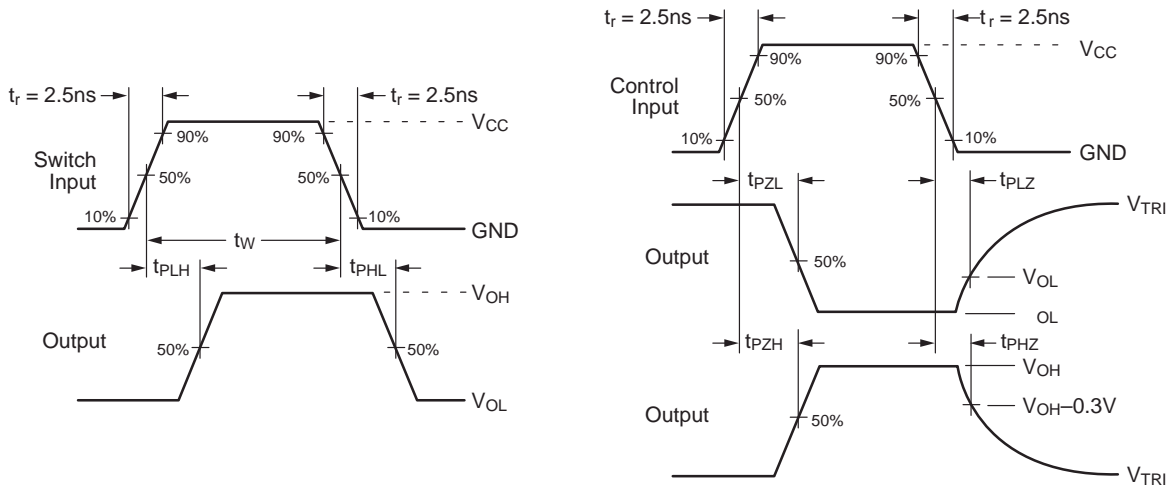 tr = 2.5ns
tr = 2.5ns
VCC
90%
90%
Switch
Input
50%
50%
10%
10%
GND
tW
tPLH
tPHL
VOH
Output
50%
50%
VOL
tr = 2.5ns
tr = 2.5ns
VCC
90%
90%
Control
Input
50%
50%
10%
10%
GND
tPZL
tPLZ
VTRI
Output
50%
VOL
OL
tPZH
tPHZ
VOH
VOH–0.3V
Output
50%
VTRI